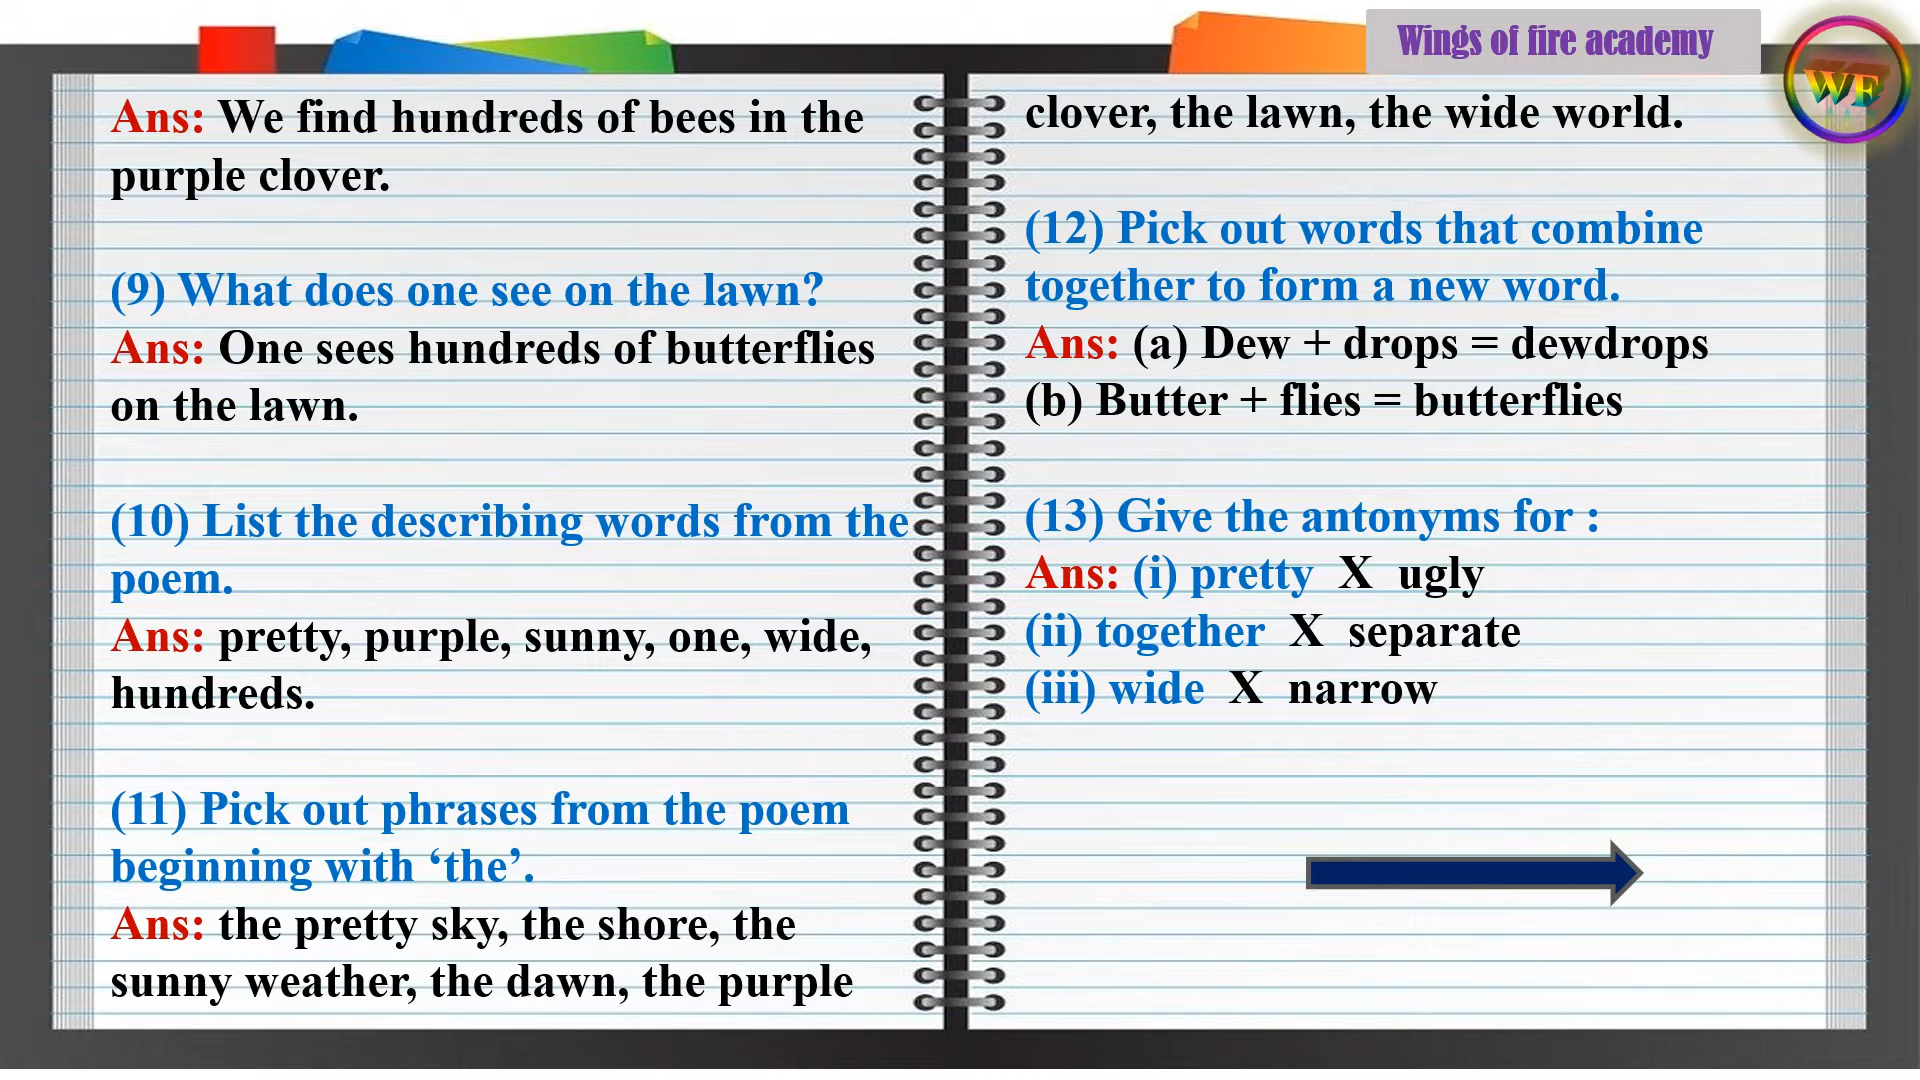 Wings of fire academy
WE
Ans: We find hundreds of bees in the
purple clover.
(9) What does one see on the lawn?
Ans: One sees hundreds of butterflies
on the lawn.
(10) List the describing words from the
poem.
Ans: pretty, purple, sunny, one, wide,
hundreds.
(11) Pick out phrases from the poem
beginning with ‘the’.
Ans: the pretty sky, the shore, the
sunny weather, the dawn, the purple
clover, the lawn, the wide world.
(12) Pick out words that combine
together to form a new word.
Ans: (a) Dew + drops = dewdrops
(b) Butter + flies = butterflies
(13) Give the antonyms for :
Ans: (i) pretty X ugly
(ii) together X separate
(iii) wide X narrow